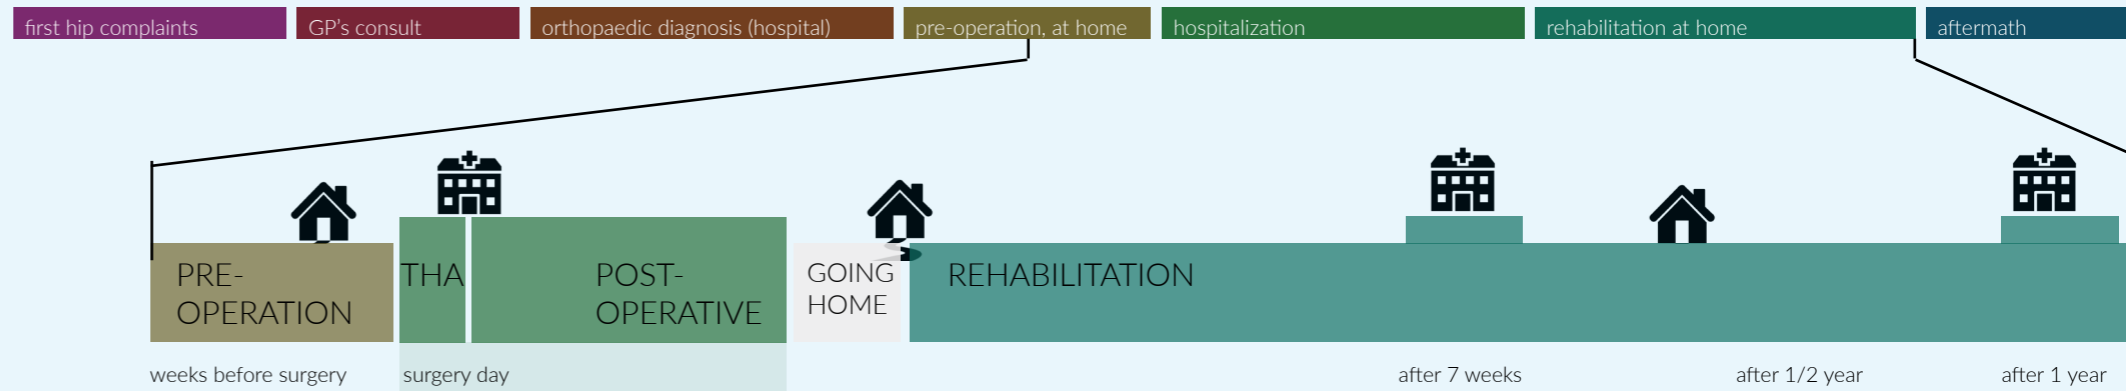 first hip complaints
GP's consult
orthopaedic diagnosis (hospital)
pre-operation, at home
hospitalization
rehabilitation at home
aftermath
PRE-
OPERATION
THA
POST-
OPERATIVE
GOING
HOME
REHABILITATION
weeks before surgery
surgery day
after 7 weeks
after 1/2 year
after 1 year